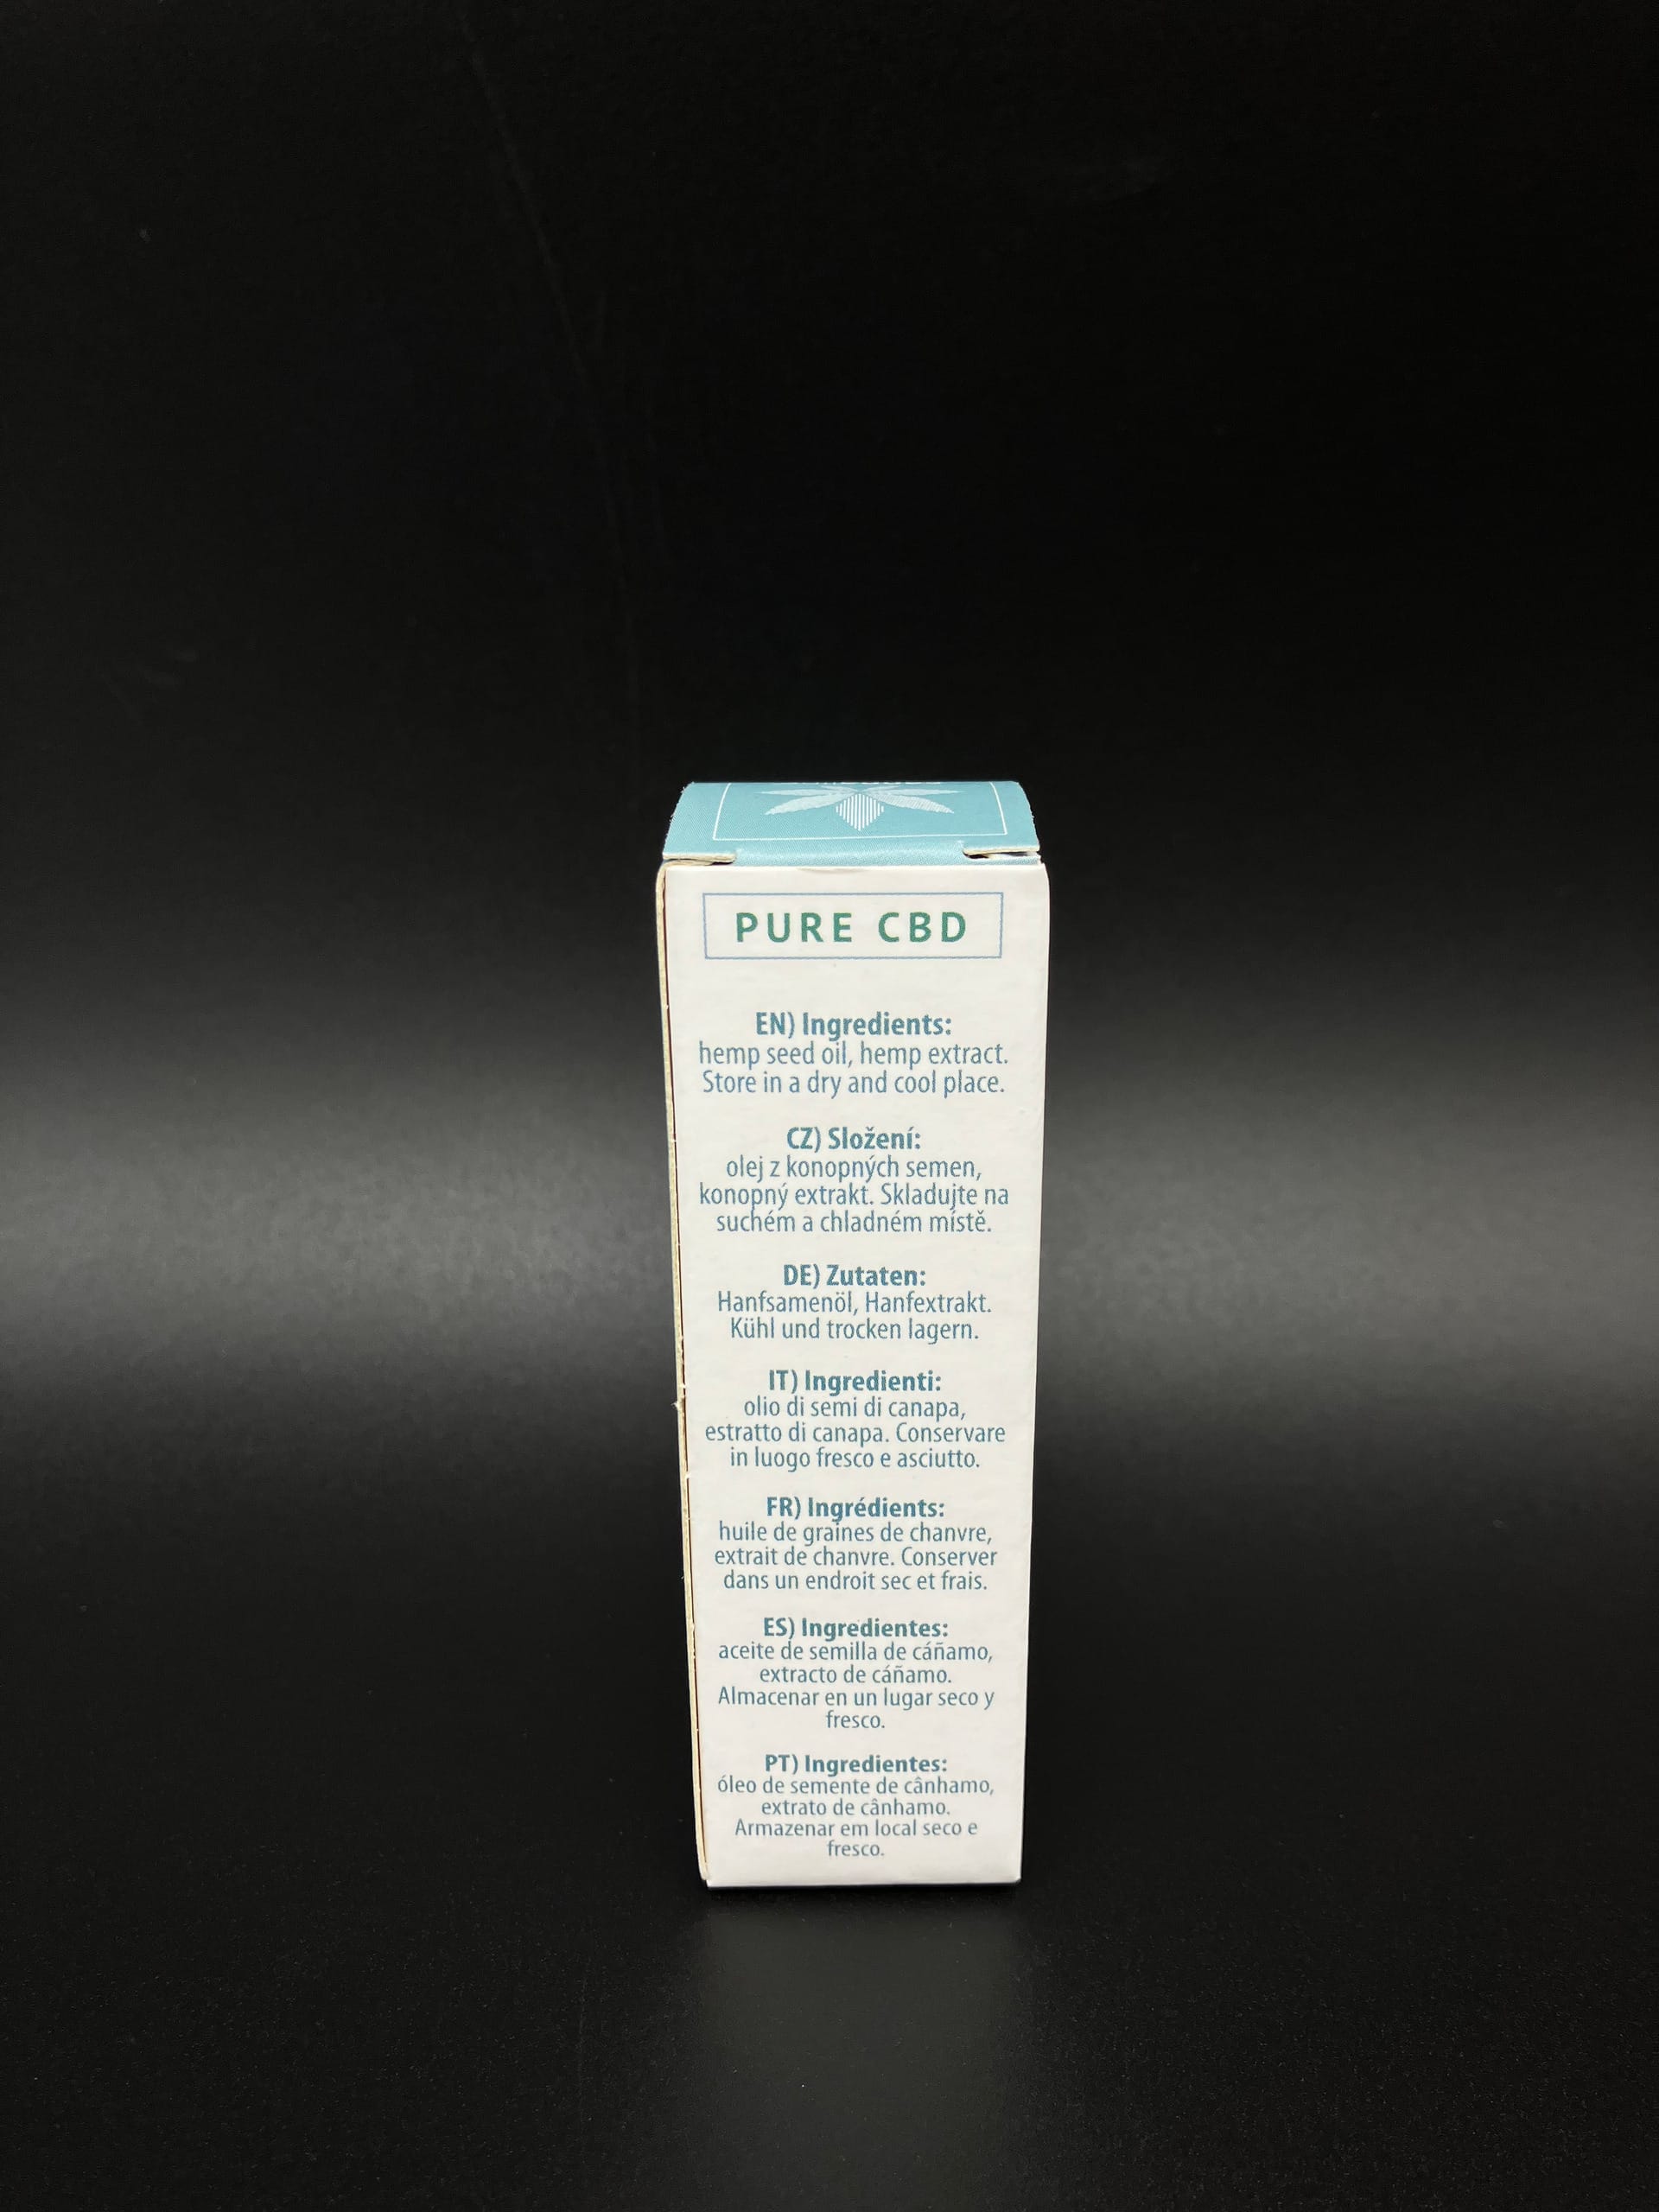 PURE CBD
EN) Ingredients:
hemp seed oil, hemp extract.
Store in a dry and cool place.
CZ) Složení:
olej z konopných semen,
konopný extrakt. Skladujte na
suchém a chladném místě.
DE) Zutaten:
Hanfsamenöl, Hanfextrakt.
Kühl und trocken lagern.
IT) Ingredienti:
olio di semi di canapa,
estratto di canapa. Conservare
in luogo fresco e asciutto.
FR) Ingrédients:
huile de graines de chanvre,
extrait de chanvre. Conserver
dans un endroit sec et frais.
ES) Ingredientes:
aceite de semilla de cáñamo,
extracto de cáñamo.
Almacenar en un lugar seco y
fresco.
PT) Ingredientes:
óleo de semente de cânhamo,
extrato de cânhamo.
Armazenar em local seco e
fresco.